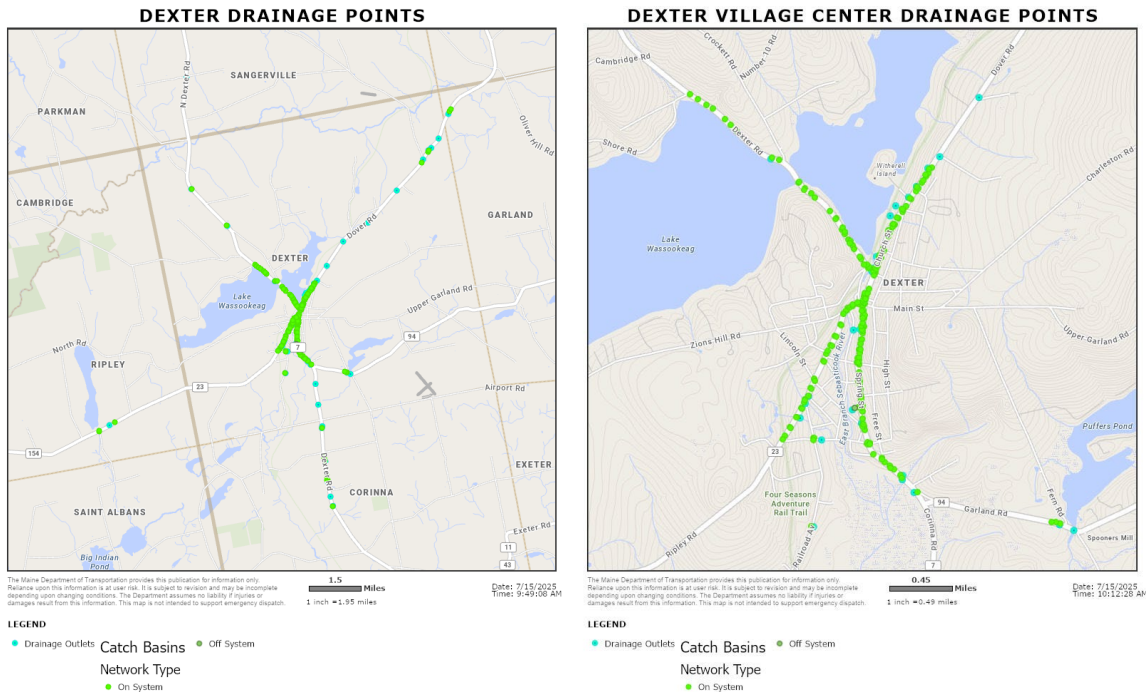 DEXTER DRAINAGE POINTS
SANGERVILLE
N Dexter Rd
PARKMAN
Oliver Hill Rd
CAMBRIDGE
GARLAND
Dover Rd
DEXTER
Lake
Wassookeag
Upper Garland Rd
94
North Rd
7
RIPLEY
23
Airport Rd
154
EXETER
Dexter Rd
CORINNA
SAINT ALBANS
Exeter Rd
11
Big Indian
Pond
43
The Maine Department of Transportation provides this publication for information only.
Reliance upon this information is at user risk. It is subject to revision and may be incomplete
depending upon changing conditions. The Department assumes no liability if injuries or
damages result from this information. This map is not intended to support emergency dispatch.
1.5
Miles
1 inch =1.95 miles
Date: 7/15/2025
Time: 9:49:08 AM
LEGEND
Drainage Outlets
Catch Basins
Off System
Network Type
On System
DEXTER VILLAGE CENTER DRAINAGE POINTS
Cambridge Rd
Crockett Rd
Number 10 Rd
Dover Rd
Shore Rd
Dexter Rd
Witherell
Island
Charleston Rd
Lake
Wassookeag
Church St
DEXTER
Main St
Zions Hill Rd
Lincoln St
Upper Garland Rd
East Branch Sebasticook River
High St
Spring St
Free St
Puffers Pond
23
Four Seasons
Adventure
Rail Trail
Fern Rd
94
Garland Rd
Corinna Rd
Spooners Mill
Ripley Rd
Railroad A
7
The Maine Department of Transportation provides this publication for information only.
Reliance upon this information is at user risk. It is subject to revision and may be incomplete
depending upon changing conditions. The Department assumes no liability if injuries or
damages result from this information. This map is not intended to support emergency dispatch.
0.45
Miles
1 inch =0.49 miles
Date: 7/15/2025
Time: 10:12:28 AM
LEGEND
Drainage Outlets
Catch Basins
Off System
Network Type
On System